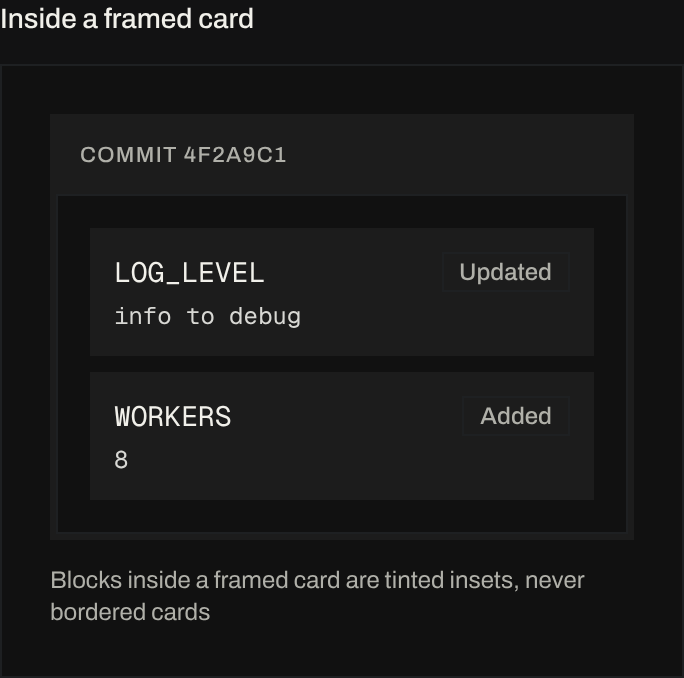 Inside a framed card
COMMIT 4F2A9C1
LOG_LEVEL
Updated
info to debug
WORKERS
Added
8
Blocks inside a framed card are tinted insets, never
bordered cards